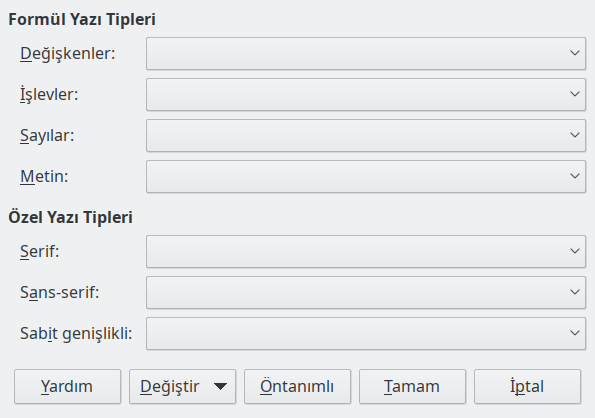 Formül Yazı Tipleri
Değişkenler:
İşlevler:
Sayılar:
Metin:
Özel Yazı Tipleri
Serif:
Sans-serif:
Sabit genişlikli:
Yardım Değiştir Öntanımlı Tamam İptal